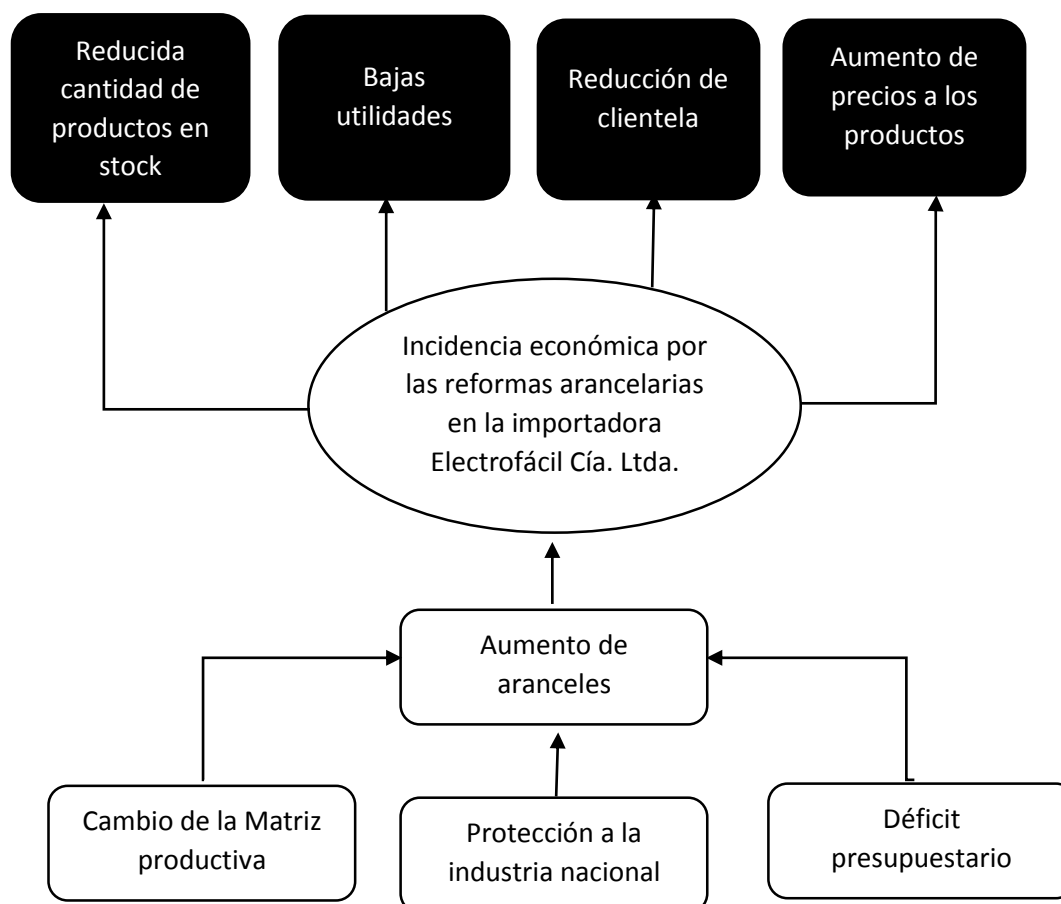 Reducida
cantidad de
productos en
stock
Bajas
utilidades
Reducción de
clientela
Aumento de
precios a los
productos
Incidencia económica por
las reformas arancelarias
en la importadora
Electrofácil Cía. Ltda.
Aumento de
aranceles
Cambio de la Matriz
productiva
Protección a la
industria nacional
Déficit
presupuestario